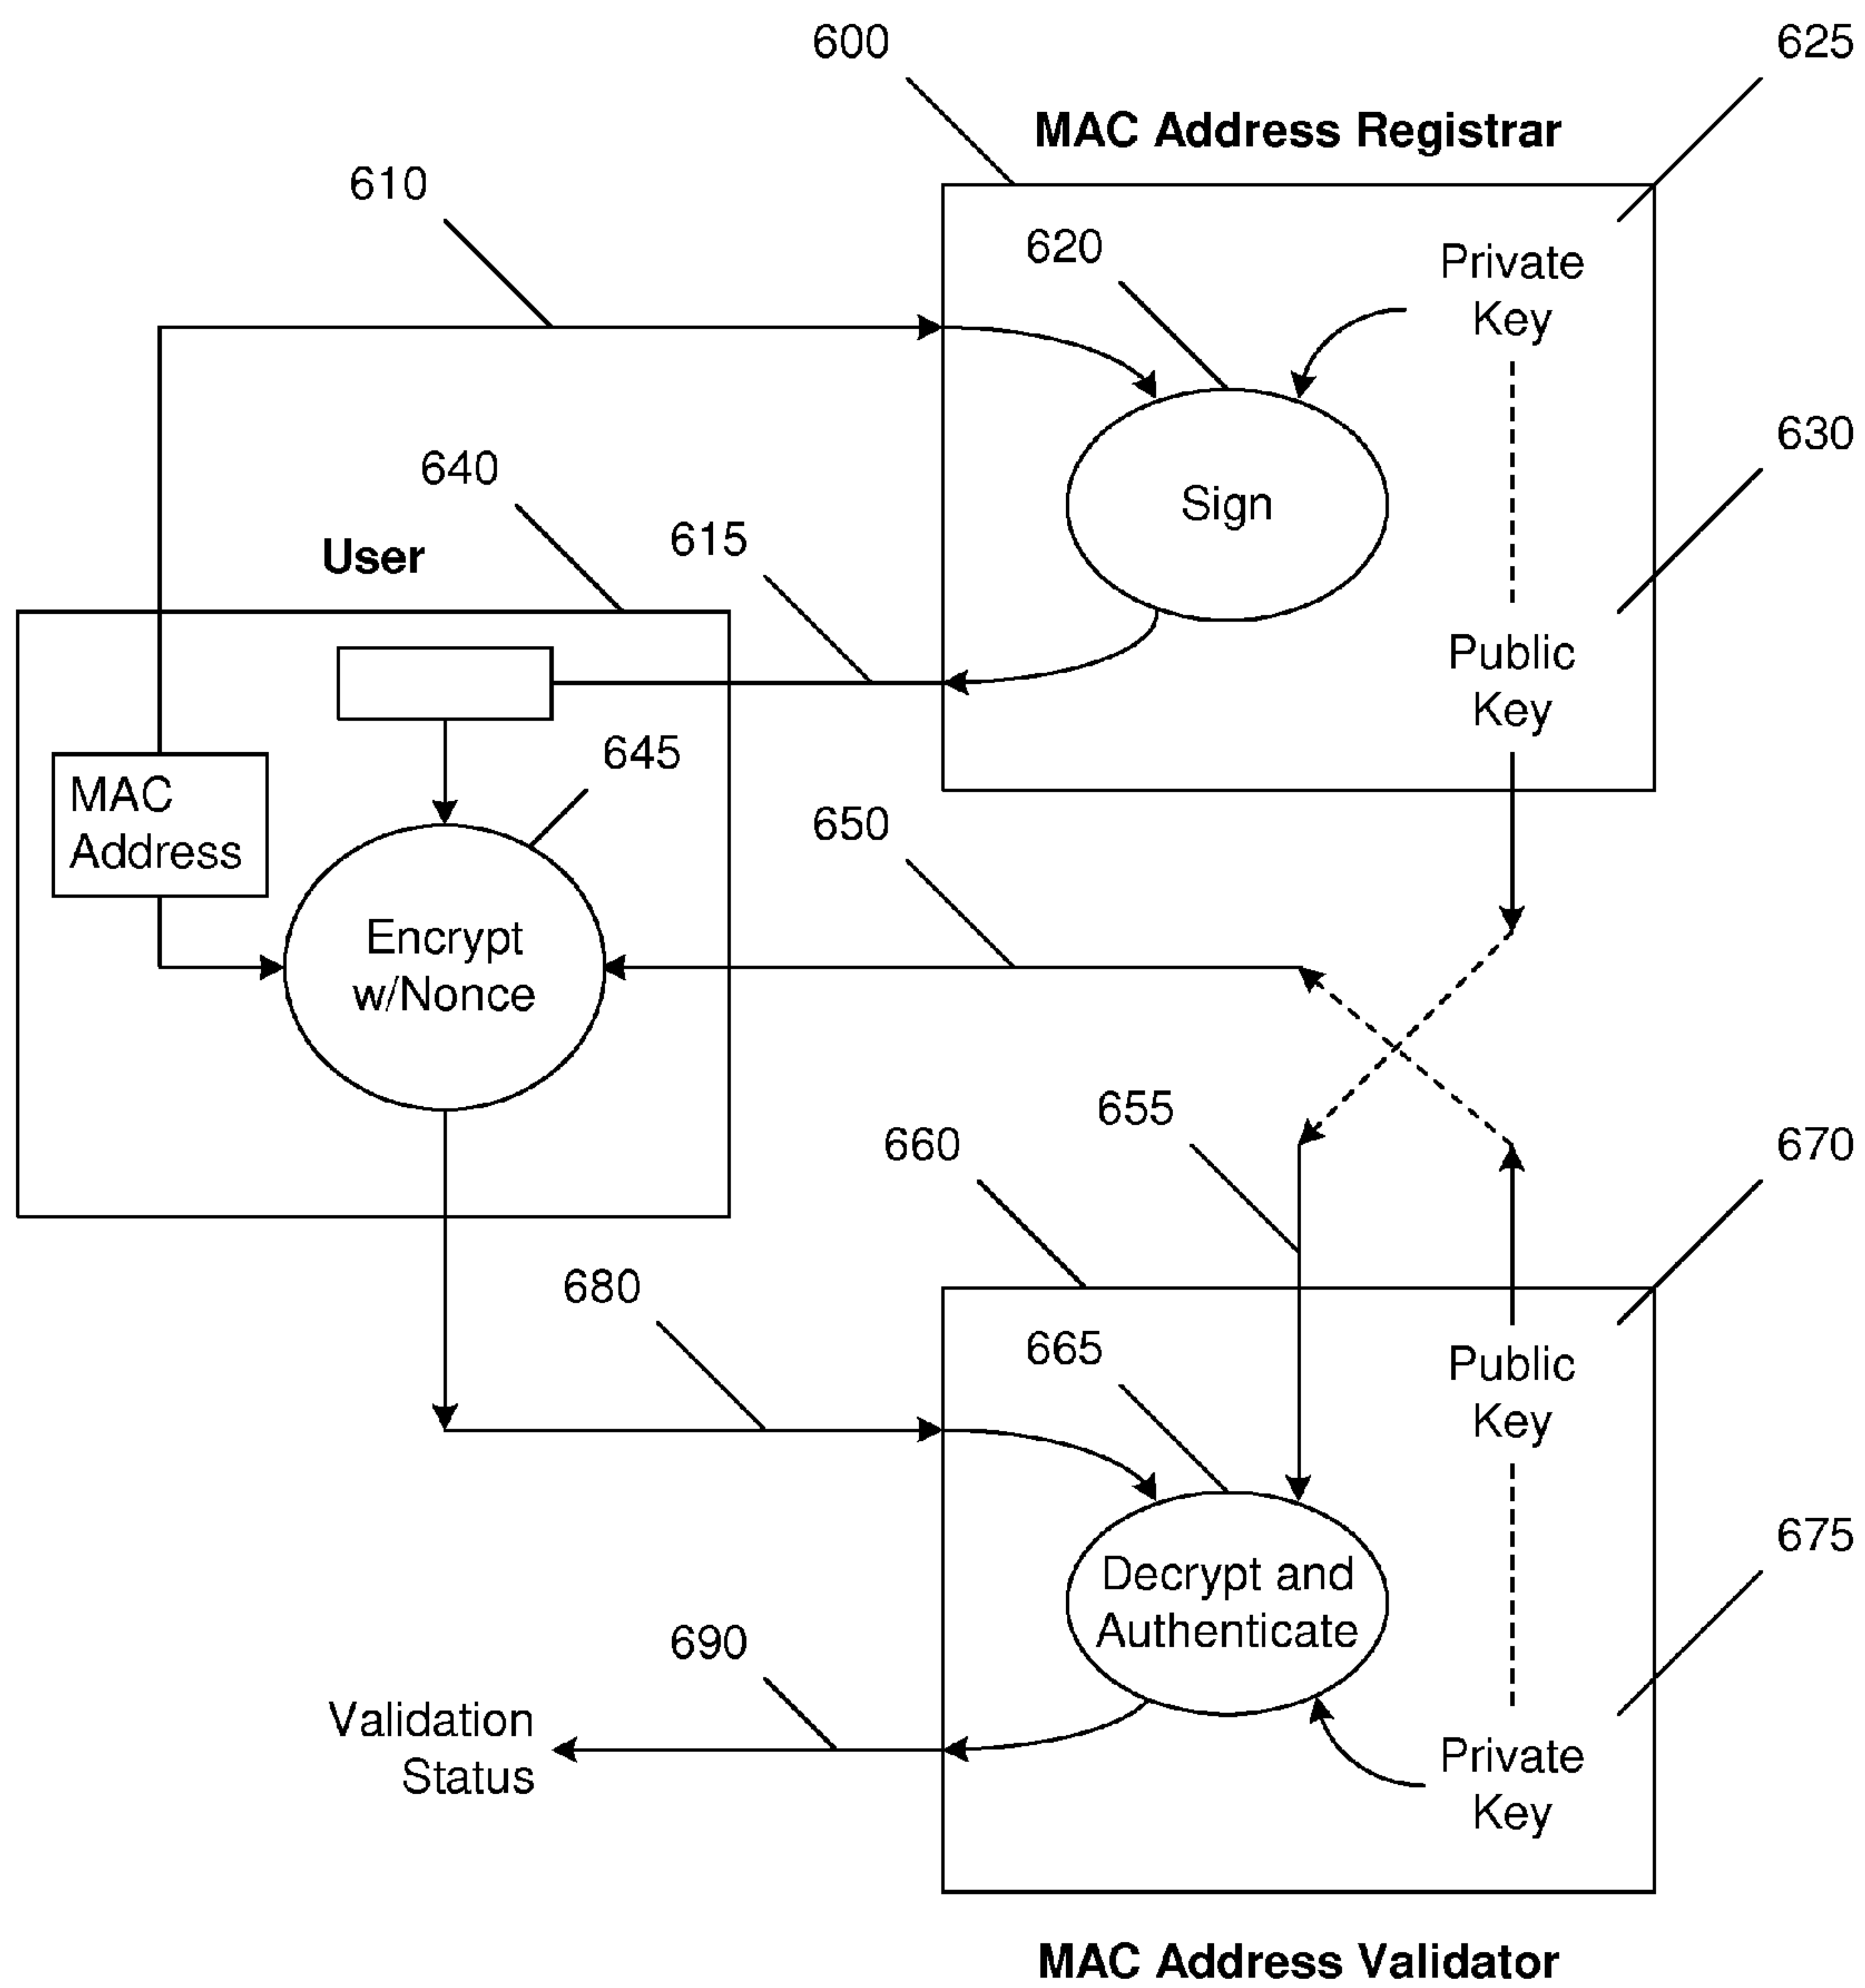 600
625
MAC Address Registrar
610
620
Private
Key
630
640
615
Sign
User
Public
Key
645
MAC
Address
650
Encrypt
w/Nonce
655
660
670
680
665
Public
Key
675
Decrypt and
Authenticate
690
Validation
Status
Private
Key
MAC Address Validator